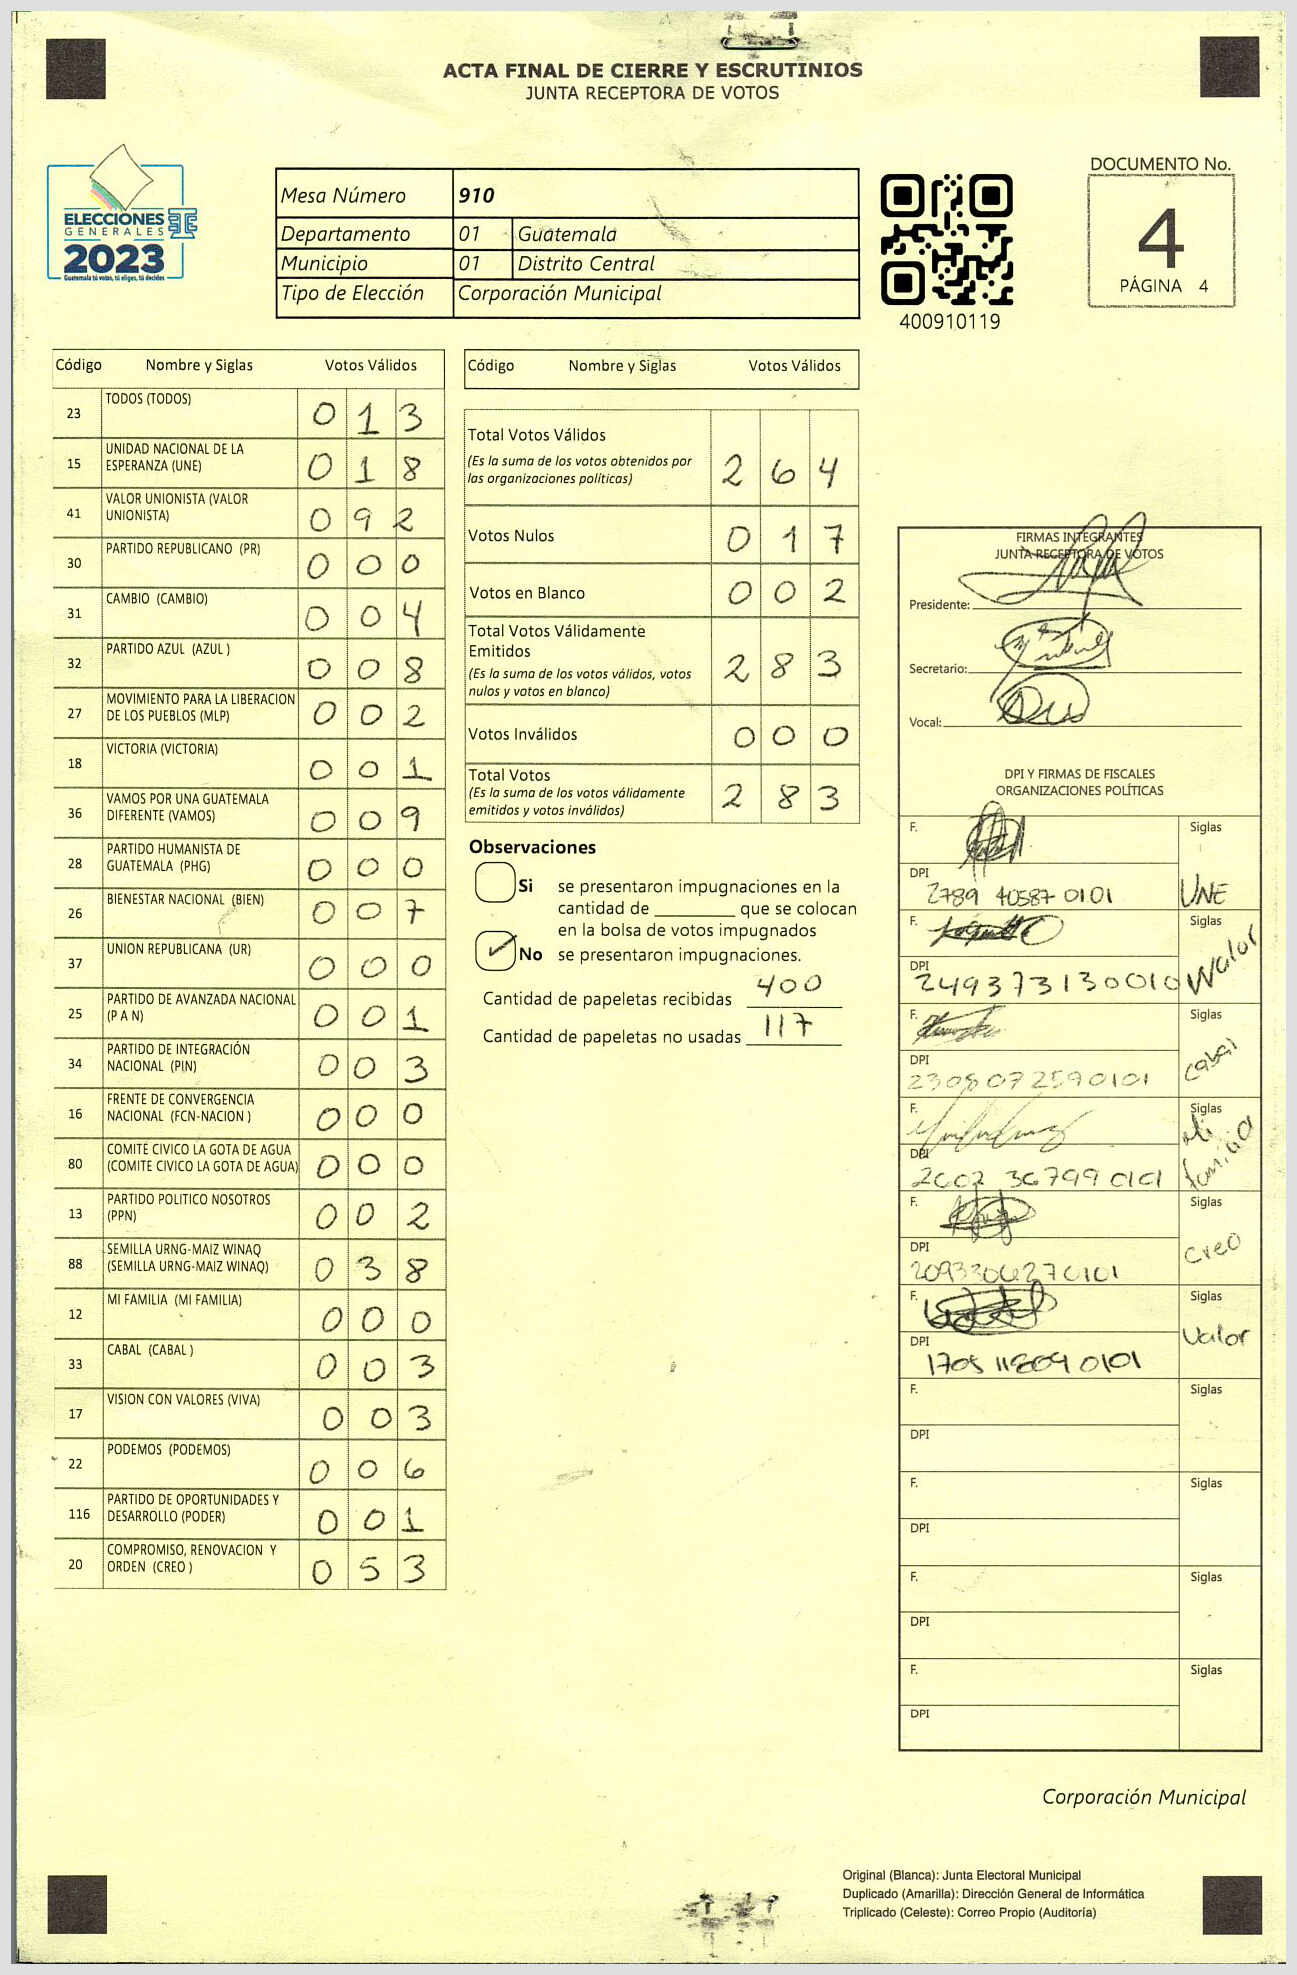 ACTA FINAL DE CIERRE Y ESCRUTINIOS
JUNTA RECEPTORA DE VOTOS
ELECCIONES
GENERALES
2023
Guatemala tú votas, tú eliges, tú decides
Mesa Número 910
Departamento 01 Guatemala
Municipio 01 Distrito Central
Tipo de Elección Corporación Municipal
400910119
DOCUMENTO No.
4
PÁGINA 4
Código Nombre y Siglas Votos Válidos
23 TODOS (TODOS) 0 1 3
15 UNIDAD NACIONAL DE LA ESPERANZA (UNE) 0 1 8
41 VALOR UNIONISTA (VALOR UNIONISTA) 0 9 2
30 PARTIDO REPUBLICANO (PR) 0 0 0
31 CAMBIO (CAMBIO) 0 0 4
32 PARTIDO AZUL (AZUL ) 0 0 8
27 MOVIMIENTO PARA LA LIBERACION DE LOS PUEBLOS (MLP) 0 0 2
18 VICTORIA (VICTORIA) 0 0 1
36 VAMOS POR UNA GUATEMALA DIFERENTE (VAMOS) 0 0 9
28 PARTIDO HUMANISTA DE GUATEMALA (PHG) 0 0 0
26 BIENESTAR NACIONAL (BIEN) 0 0 7
37 UNION REPUBLICANA (UR) 0 0 0
25 PARTIDO DE AVANZADA NACIONAL (P A N) 0 0 1
34 PARTIDO DE INTEGRACIÓN NACIONAL (PIN) 0 0 3
16 FRENTE DE CONVERGENCIA NACIONAL (FCN-NACION ) 0 0 0
80 COMITE CIVICO LA GOTA DE AGUA (COMITE CIVICO LA GOTA DE AGUA) 0 0 0
13 PARTIDO POLITICO NOSOTROS (PPN) 0 0 2
88 SEMILLA URNG-MAIZ WINAQ (SEMILLA URNG-MAIZ WINAQ) 0 3 8
12 MI FAMILIA (MI FAMILIA) 0 0 0
33 CABAL (CABAL ) 0 0 3
17 VISION CON VALORES (VIVA) 0 0 3
22 PODEMOS (PODEMOS) 0 0 6
116 PARTIDO DE OPORTUNIDADES Y DESARROLLO (PODER) 0 0 1
20 COMPROMISO, RENOVACION Y ORDEN (CREO ) 0 5 3
Código Nombre y Siglas Votos Válidos
Total Votos Válidos
(Es la suma de los votos obtenidos por
las organizaciones políticas) 2 6 4
Votos Nulos 0 1 7
Votos en Blanco 0 0 2
Total Votos Válidamente
Emitidos
(Es la suma de los votos válidos, votos
nulos y votos en blanco) 2 8 3
Votos Inválidos 0 0 0
Total Votos
(Es la suma de los votos válidamente
emitidos y votos inválidos) 2 8 3
Observaciones
Si se presentaron impugnaciones en la
cantidad de ________ que se colocan
en la bolsa de votos impugnados
No se presentaron impugnaciones.
Cantidad de papeletas recibidas 400
Cantidad de papeletas no usadas 117
FIRMAS INTEGRANTES
JUNTA RECEPTORA DE VOTOS
Presidente:
Secretario:
Vocal:
DPI Y FIRMAS DE FISCALES
ORGANIZACIONES POLÍTICAS
F. Siglas
DPI 2789 40587 0101 UNE
F. Siglas
DPI 249373130010 Valor
F. Siglas
DPI 2308072590101 cabal
F. Siglas
DPI 2602 36799 0101 Mi familia
F. Siglas
DPI 2093306270101 Creo
F. Siglas
DPI 1705 11809 0101 Valor
F. Siglas
DPI
F. Siglas
DPI
F. Siglas
DPI
F. Siglas
DPI
Corporación Municipal
Original (Blanca): Junta Electoral Municipal
Duplicado (Amarilla): Dirección General de Informática
Triplicado (Celeste): Correo Propio (Auditoría)